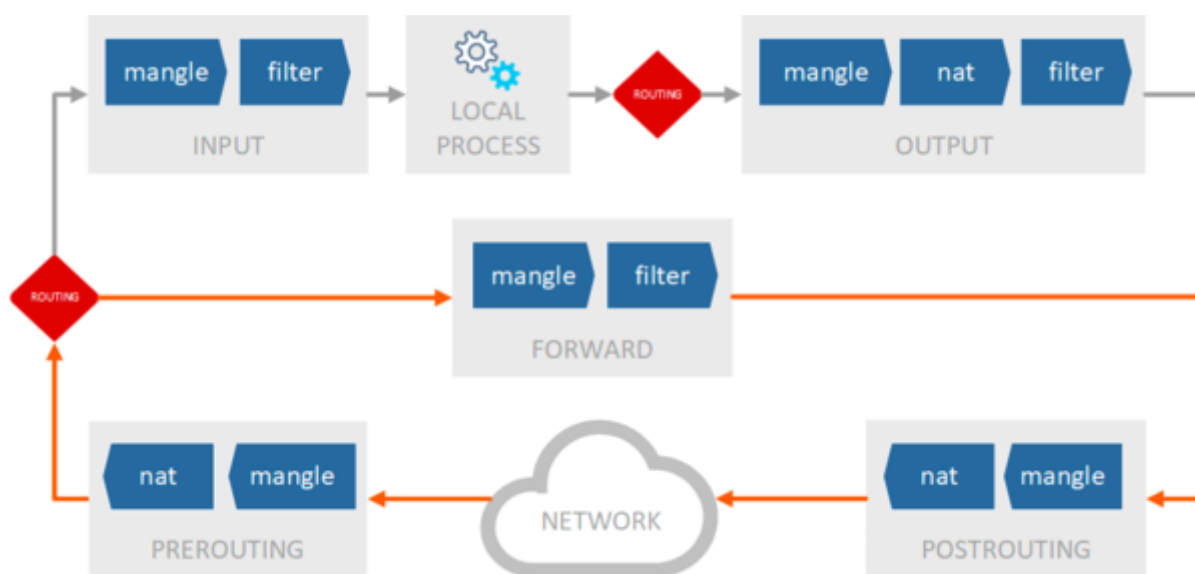 mangle filter
INPUT
LOCAL
PROCESS
ROUTING
mangle nat filter
OUTPUT
ROUTING
mangle filter
FORWARD
nat mangle
PREROUTING
NETWORK
nat mangle
POSTROUTING